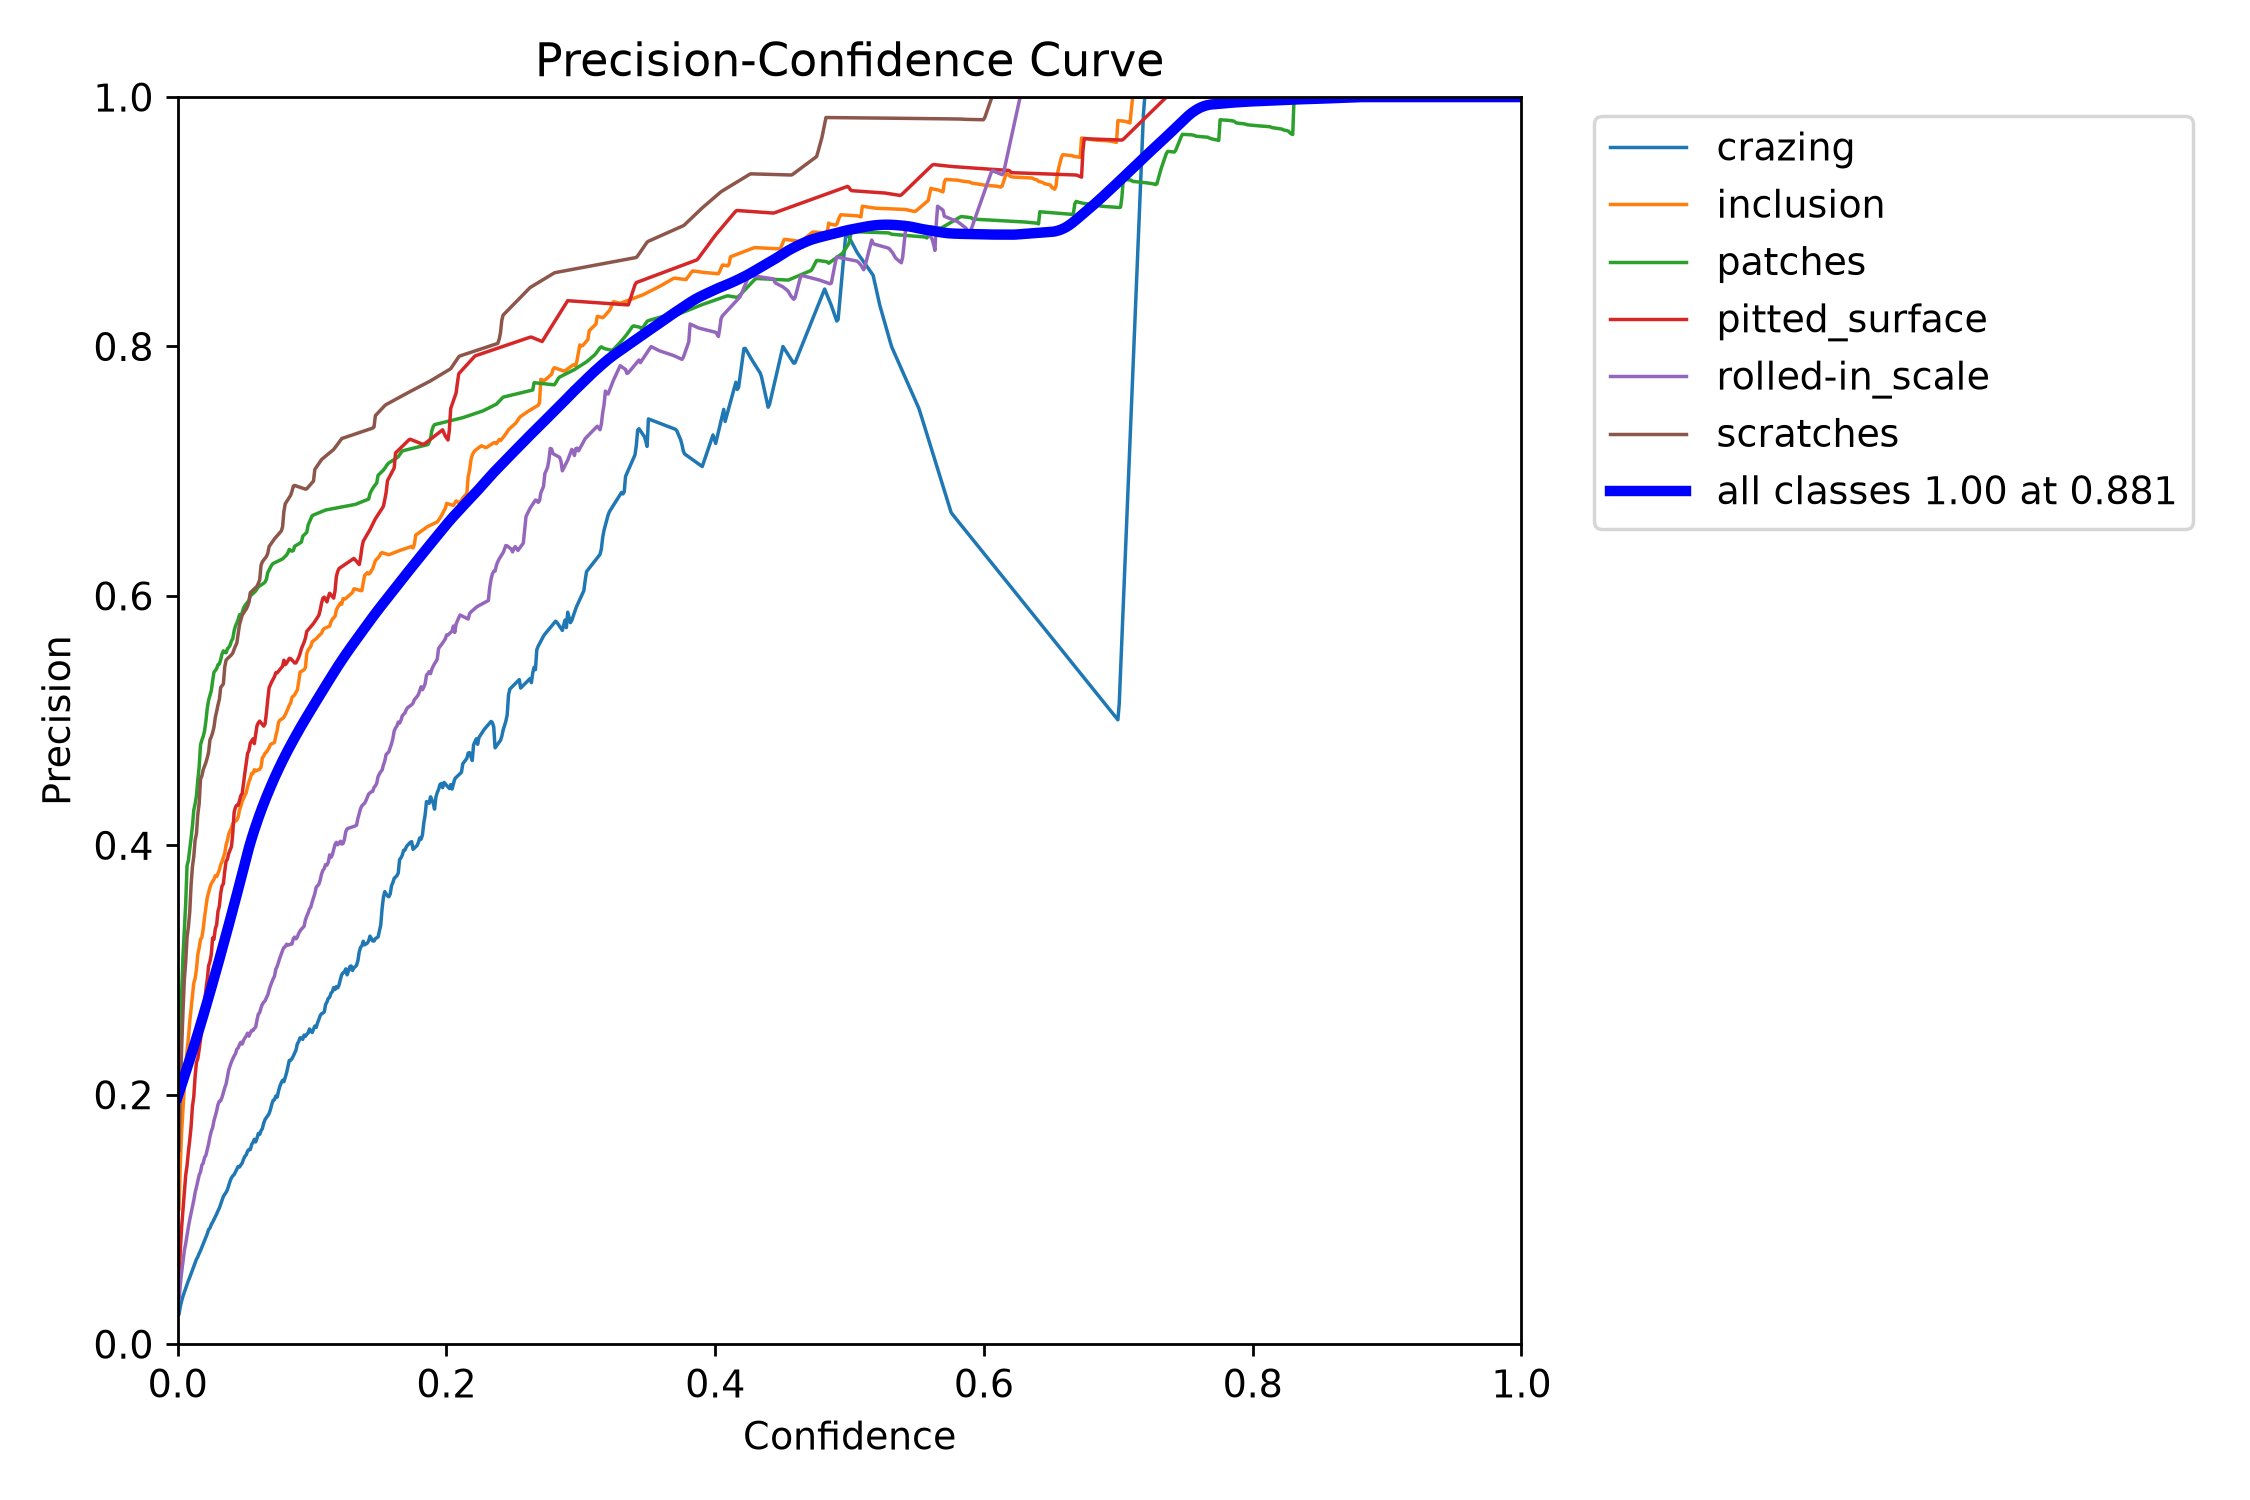 Precision-Confidence Curve
1.0
0.8
0.6
0.4
0.2
0.0
Precision
0.0 0.2 0.4 0.6 0.8 1.0
Confidence
crazing
inclusion
patches
pitted_surface
rolled-in_scale
scratches
all classes 1.00 at 0.881